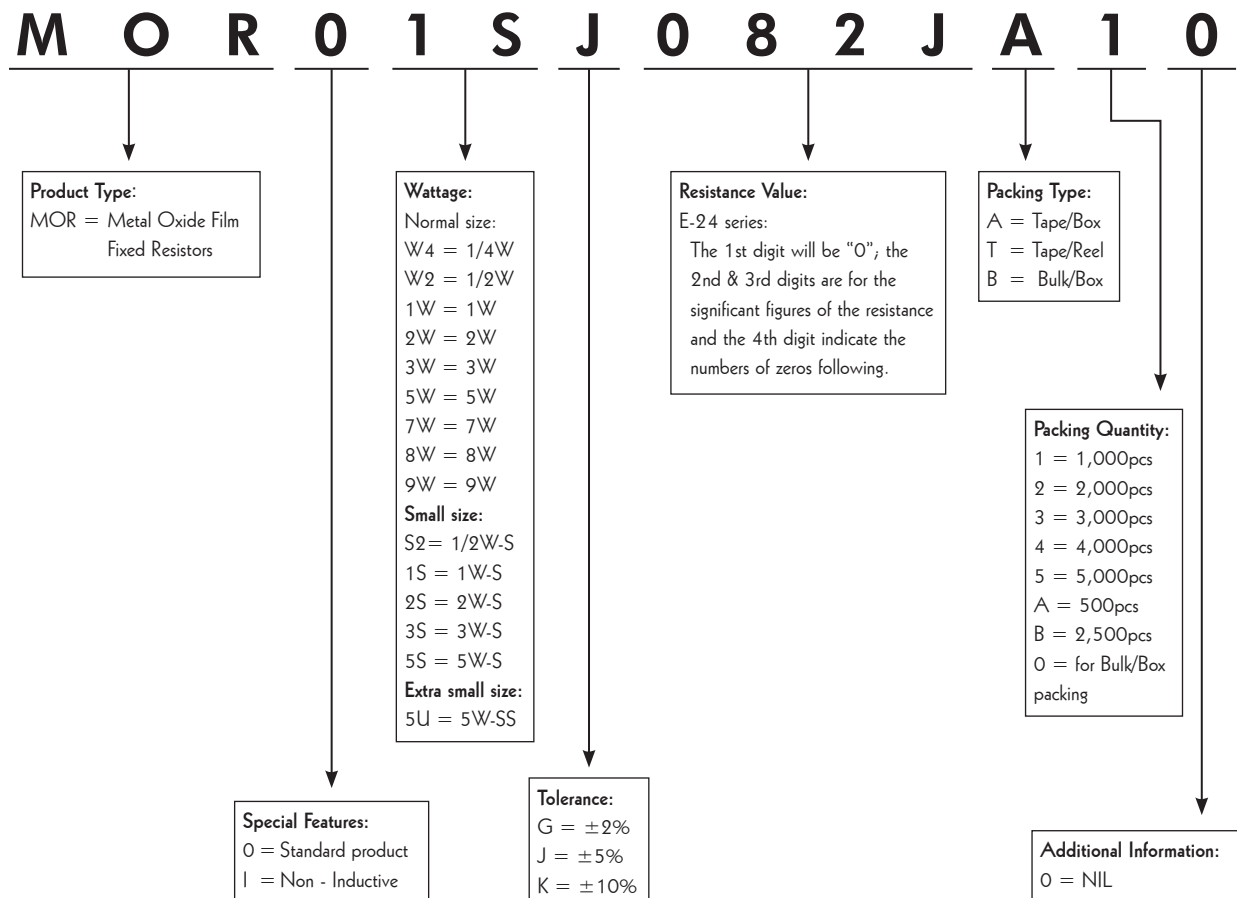 M O R 0 1 S J 0 8 2 J A 1 0
Product Type:
MOR = Metal Oxide Film
Fixed Resistors
Wattage:
Normal size:
W4 = 1/4W
W2 = 1/2W
1W = 1W
2W = 2W
3W = 3W
5W = 5W
7W = 7W
8W = 8W
9W = 9W
Small size:
S2= 1/2W-S
1S = 1W-S
2S = 2W-S
3S = 3W-S
5S = 5W-S
Extra small size:
5U = 5W-SS
Resistance Value:
E-24 series:
The 1st digit will be “0”; the
2nd & 3rd digits are for the
significant figures of the resistance
and the 4th digit indicate the
numbers of zeros following.
Packing Type:
A = Tape/Box
T = Tape/Reel
B = Bulk/Box
Packing Quantity:
1 = 1,000pcs
2 = 2,000pcs
3 = 3,000pcs
4 = 4,000pcs
5 = 5,000pcs
A = 500pcs
B = 2,500pcs
0 = for Bulk/Box
packing
Special Features:
0 = Standard product
I = Non - Inductive
Tolerance:
G = ±2%
J = ±5%
K = ±10%
Additional Information:
0 = NIL